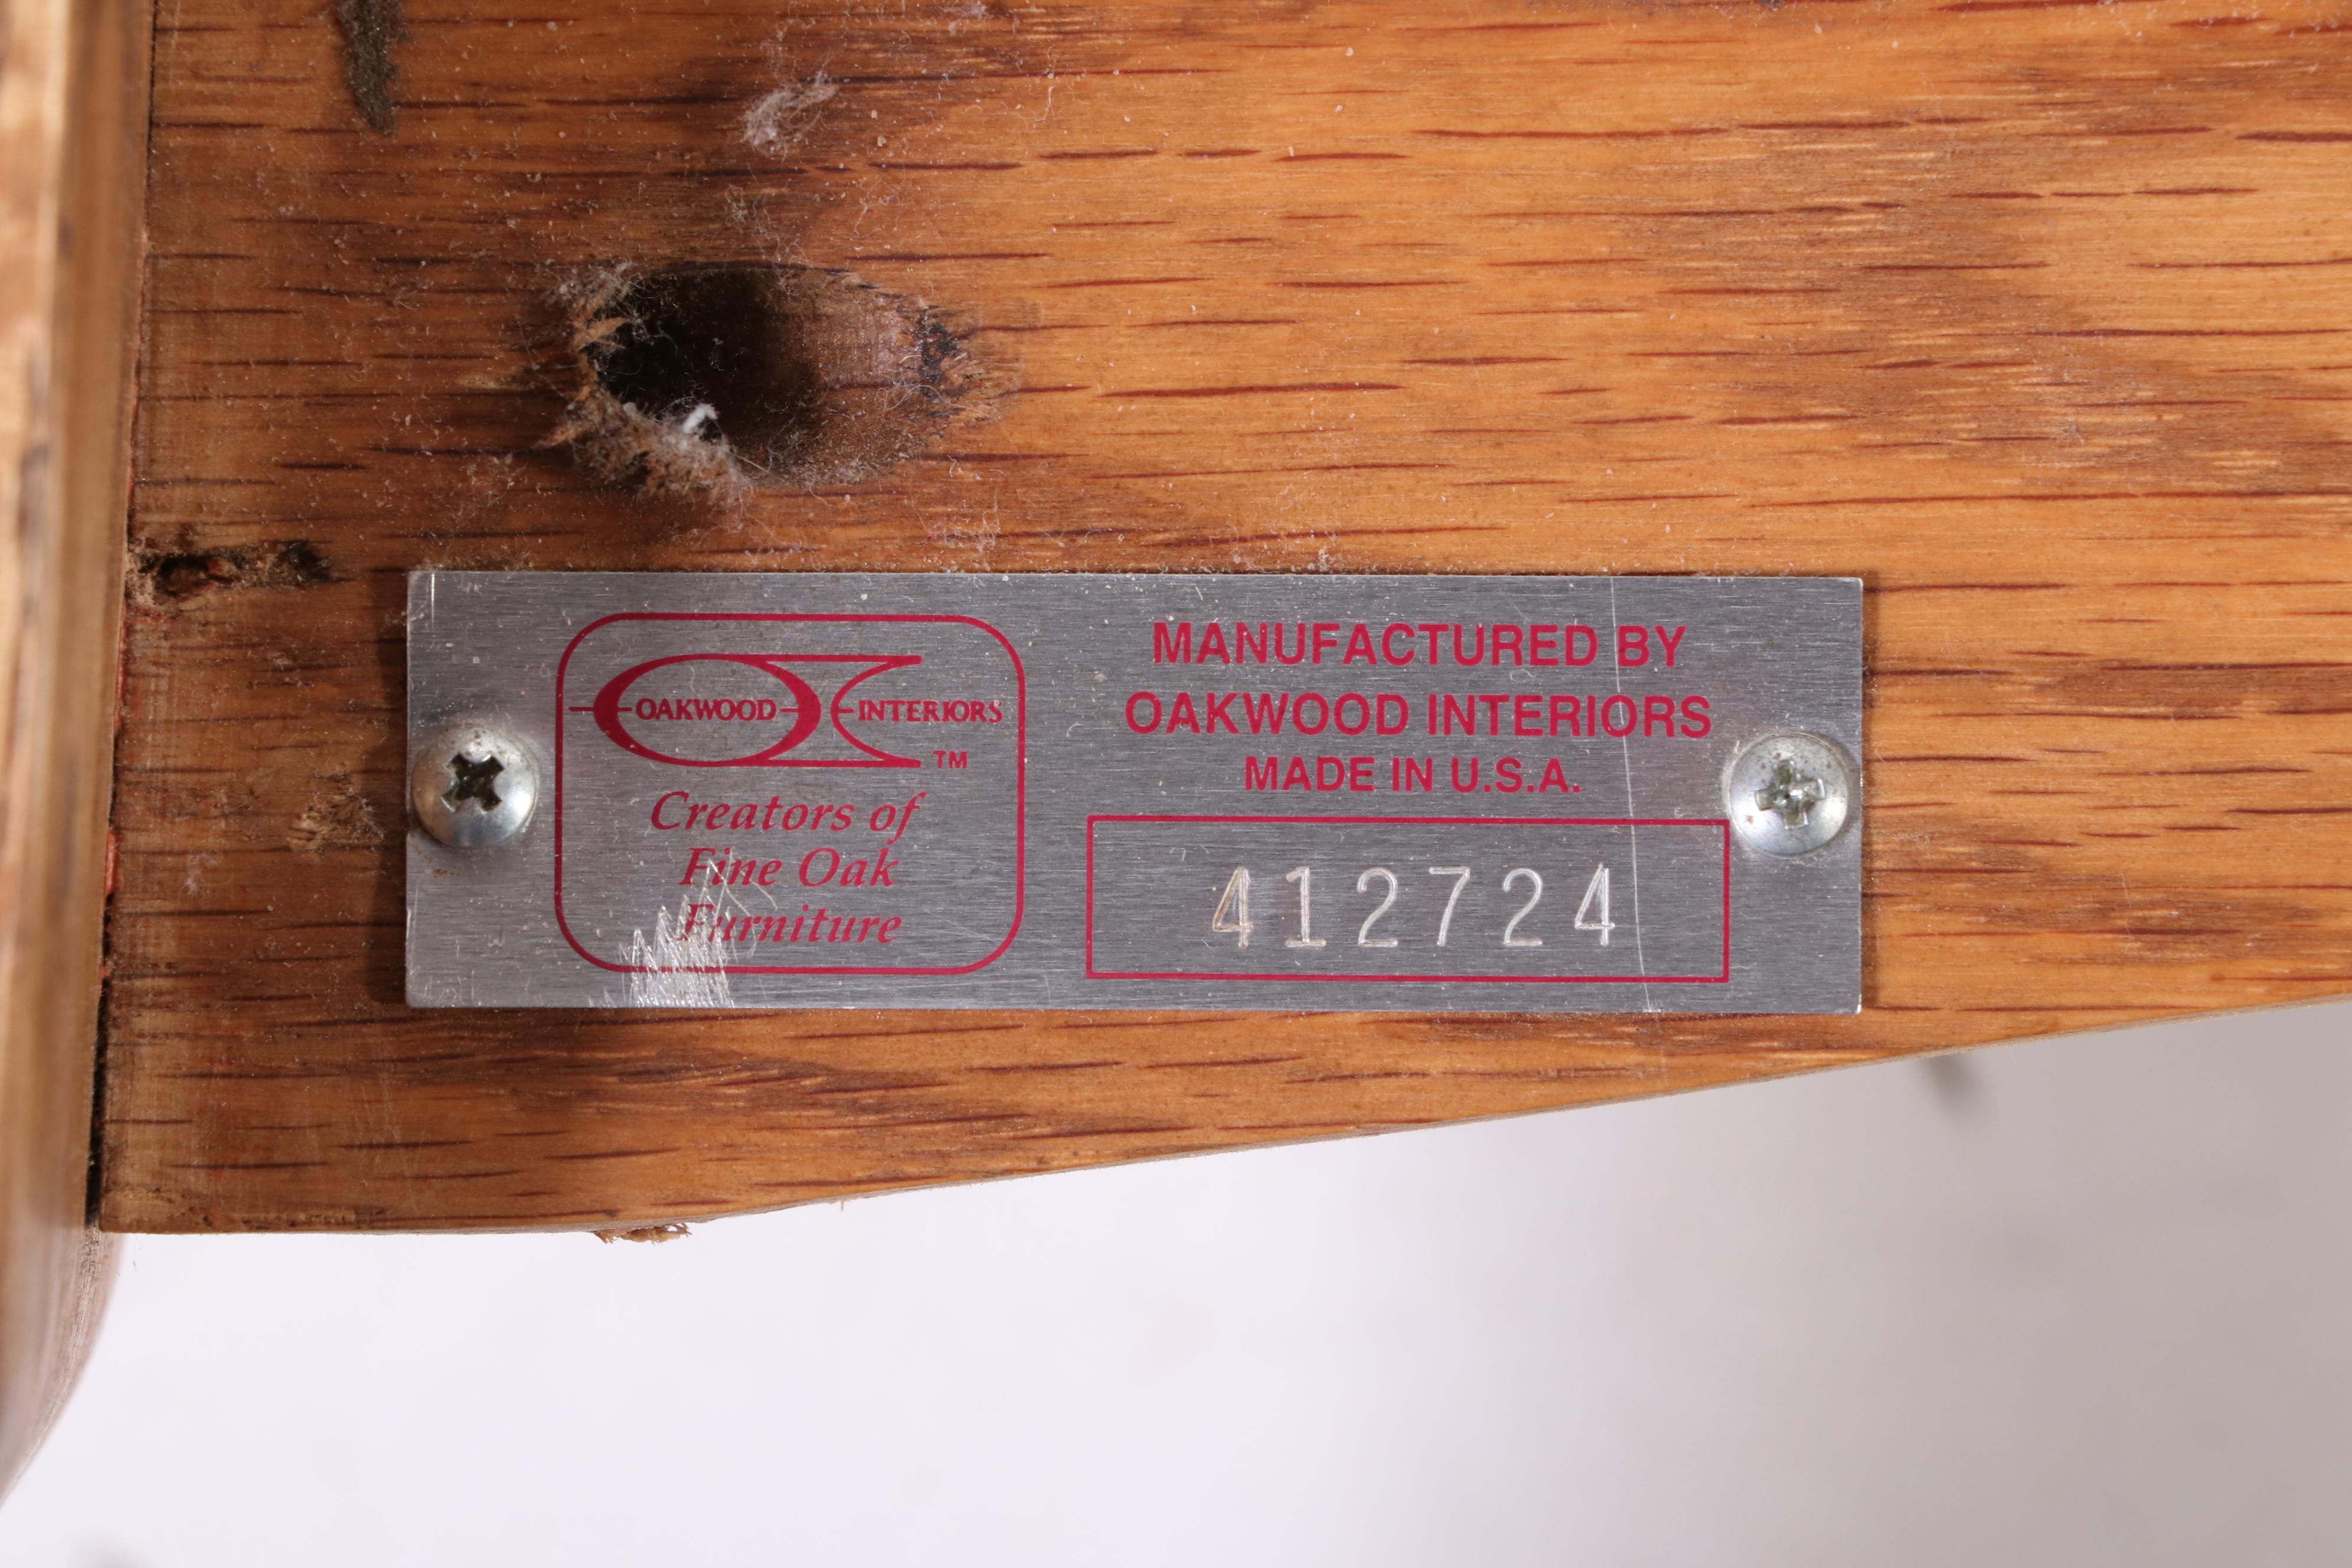 OAKWOOD INTERIORS
TM
Creators of
Fine Oak
Furniture
MANUFACTURED BY
OAKWOOD INTERIORS
MADE IN U.S.A.
412724